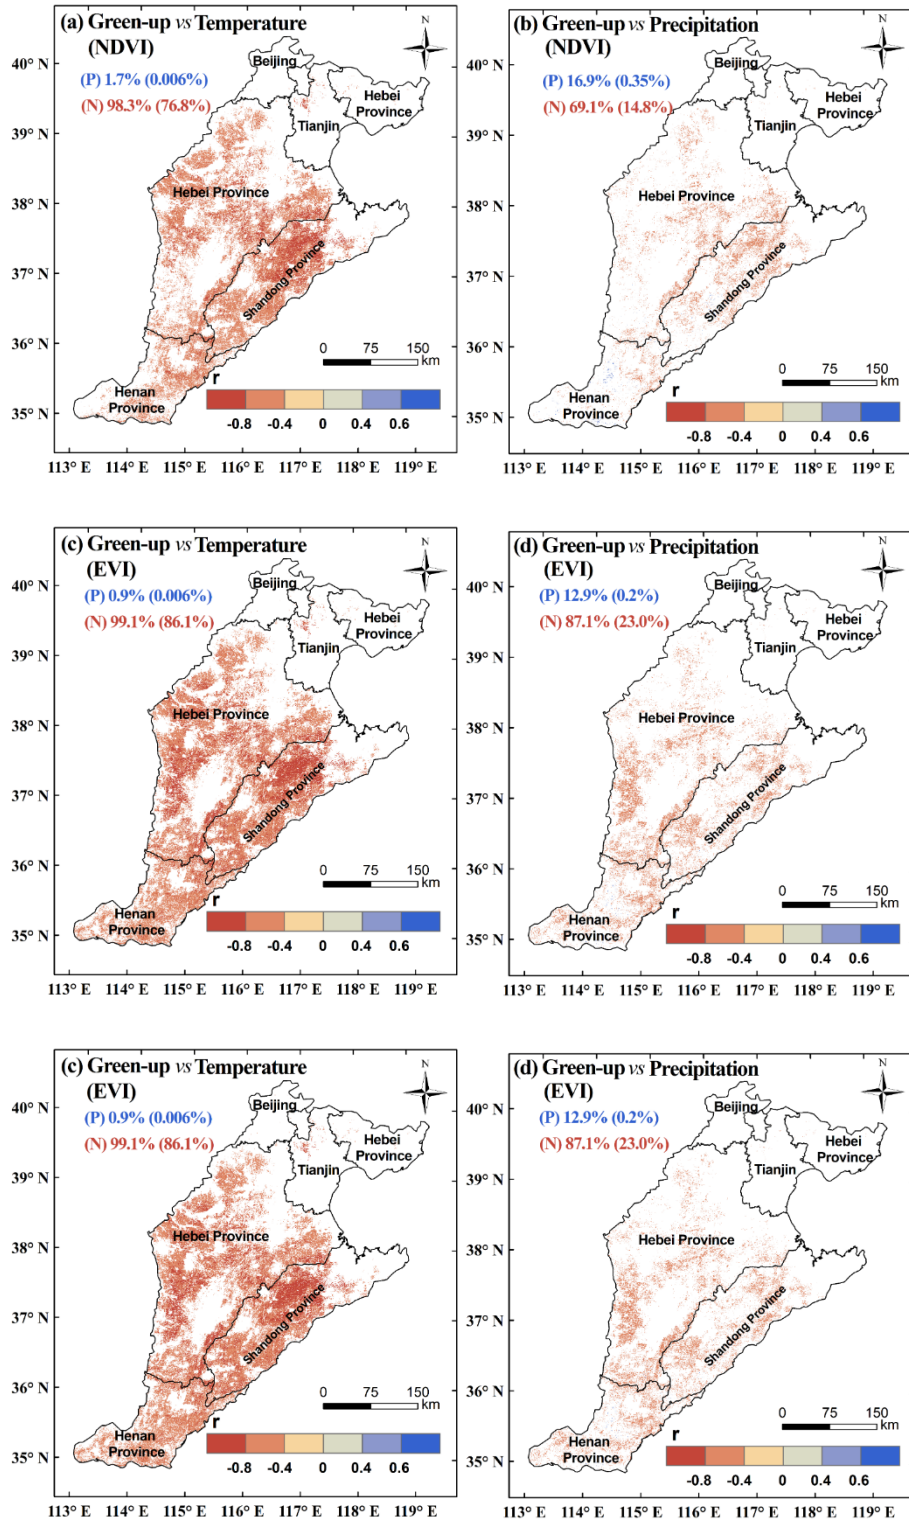 (a) Green-up vs Temperature
(NDVI)
(P) 1.7% (0.006%)
(N) 98.3% (76.8%)
N
40° N
39° N
38° N
37° N
36° N
35° N
Beijing
Hebei
Province
Tianjin
Hebei Province
Shandong Province
Henan
Province
0 75 150
km
r
-0.8 -0.4 0 0.4 0.6
113° E 114° E 115° E 116° E 117° E 118° E 119° E
(b) Green-up vs Precipitation
(NDVI)
(P) 16.9% (0.35%)
(N) 69.1% (14.8%)
N
40° N
39° N
38° N
37° N
36° N
35° N
Beijing
Hebei
Province
Tianjin
Hebei Province
Shandong Province
Henan
Province
0 75 150
km
r
-0.8 -0.4 0 0.4 0.6
113° E 114° E 115° E 116° E 117° E 118° E 119° E
(c) Green-up vs Temperature
(EVI)
(P) 0.9% (0.006%)
(N) 99.1% (86.1%)
N
40° N
39° N
38° N
37° N
36° N
35° N
Beijing
Hebei
Province
Tianjin
Hebei Province
Shandong Province
Henan
Province
0 75 150
km
r
-0.8 -0.4 0 0.4 0.6
113° E 114° E 115° E 116° E 117° E 118° E 119° E
(d) Green-up vs Precipitation
(EVI)
(P) 12.9% (0.2%)
(N) 87.1% (23.0%)
N
40° N
39° N
38° N
37° N
36° N
35° N
Beijing
Hebei
Province
Tianjin
Hebei Province
Shandong Province
Henan
Province
0 75 150
km
r
-0.8 -0.4 0 0.4 0.6
113° E 114° E 115° E 116° E 117° E 118° E 119° E
(c) Green-up vs Temperature
(EVI)
(P) 0.9% (0.006%)
(N) 99.1% (86.1%)
N
40° N
39° N
38° N
37° N
36° N
35° N
Beijing
Hebei
Province
Tianjin
Hebei Province
Shandong Province
Henan
Province
0 75 150
km
r
-0.8 -0.4 0 0.4 0.6
113° E 114° E 115° E 116° E 117° E 118° E 119° E
(d) Green-up vs Precipitation
(EVI)
(P) 12.9% (0.2%)
(N) 87.1% (23.0%)
N
40° N
39° N
38° N
37° N
36° N
35° N
Beijing
Hebei
Province
Tianjin
Hebei Province
Shandong Province
Henan
Province
0 75 150
km
r
-0.8 -0.4 0 0.4 0.6
113° E 114° E 115° E 116° E 117° E 118° E 119° E